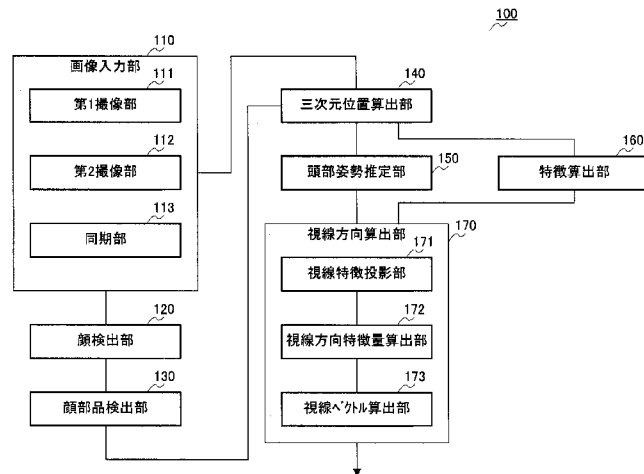 100
110
画像入力部
111
第1撮像部
112
第2撮像部
113
同期部
120
顔検出部
130
顔部品検出部
140
三次元位置算出部
150
頭部姿勢推定部
160
特徴算出部
170
視線方向算出部
171
視線特徴投影部
172
視線方向特徴量算出部
173
視線ベクトル算出部